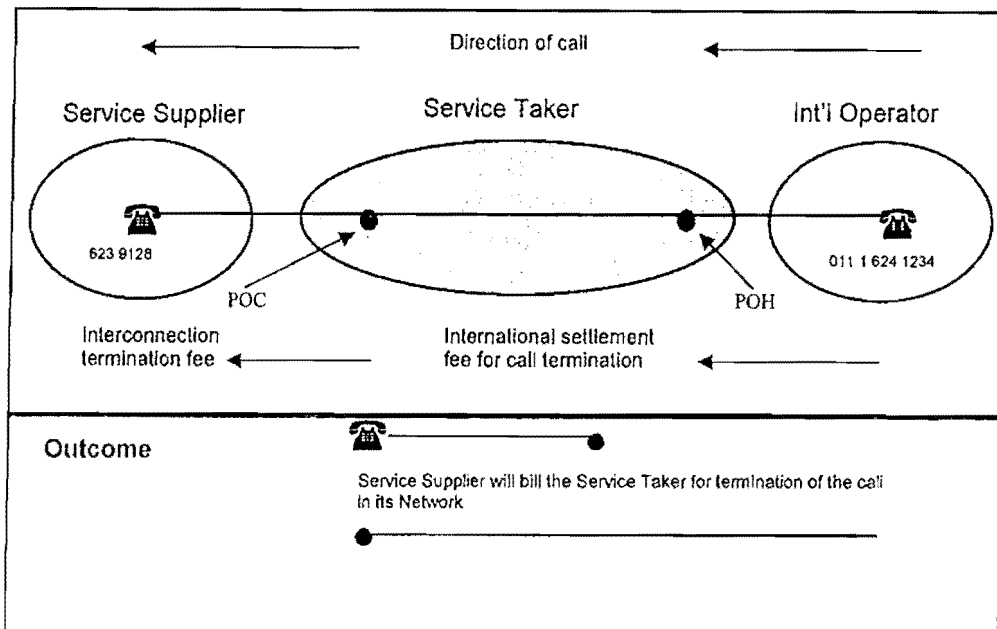 Direction of call
Service Supplier
Service Taker
Int'l Operator
623 9128
011 1 624 1234
POC
POH
Interconnection
termination fee
International settlement
fee for call termination
Outcome
Service Supplier will bill the Service Taker for termination of the call
in its Network